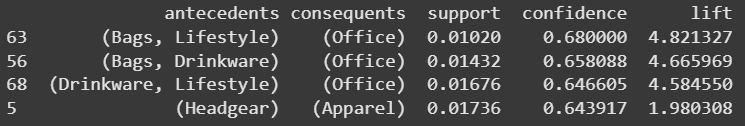 antecedents consequents support confidence lift
63 (Bags, Lifestyle) (Office) 0.01020 0.680000 4.821327
56 (Bags, Drinkware) (Office) 0.01432 0.658088 4.665969
68 (Drinkware, Lifestyle) (Office) 0.01676 0.646605 4.584550
5 (Headgear) (Apparel) 0.01736 0.643917 1.980308